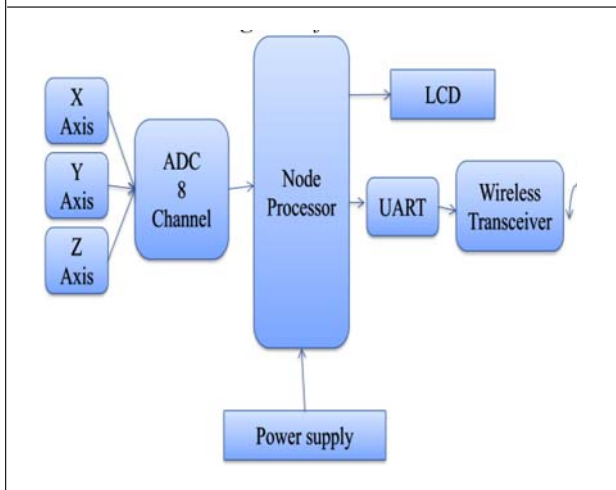 X
Axis
Y
Axis
Z
Axis
ADC
8
Channel
Node
Processor
LCD
UART
Wireless
Transceiver
Power supply